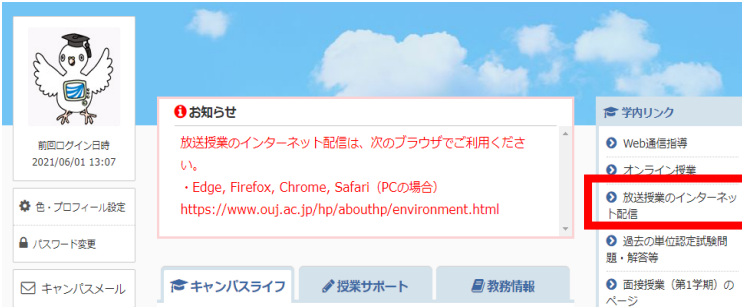 前回ログイン日時
2021/06/01 13:07
色・プロフィール設定
パスワード変更
キャンパスメール
お知らせ
放送授業のインターネット配信は、次のブラウザでご利用くださ
い。
・Edge, Firefox, Chrome, Safari（PCの場合）
https://www.ouj.ac.jp/hp/abouthp/environment.html
キャンパスライフ
授業サポート
教務情報
学内リンク
Web通信指導
オンライン授業
放送授業のインターネッ
ト配信
過去の単位認定試験問
題・解答等
面接授業（第1学期）の
ページ